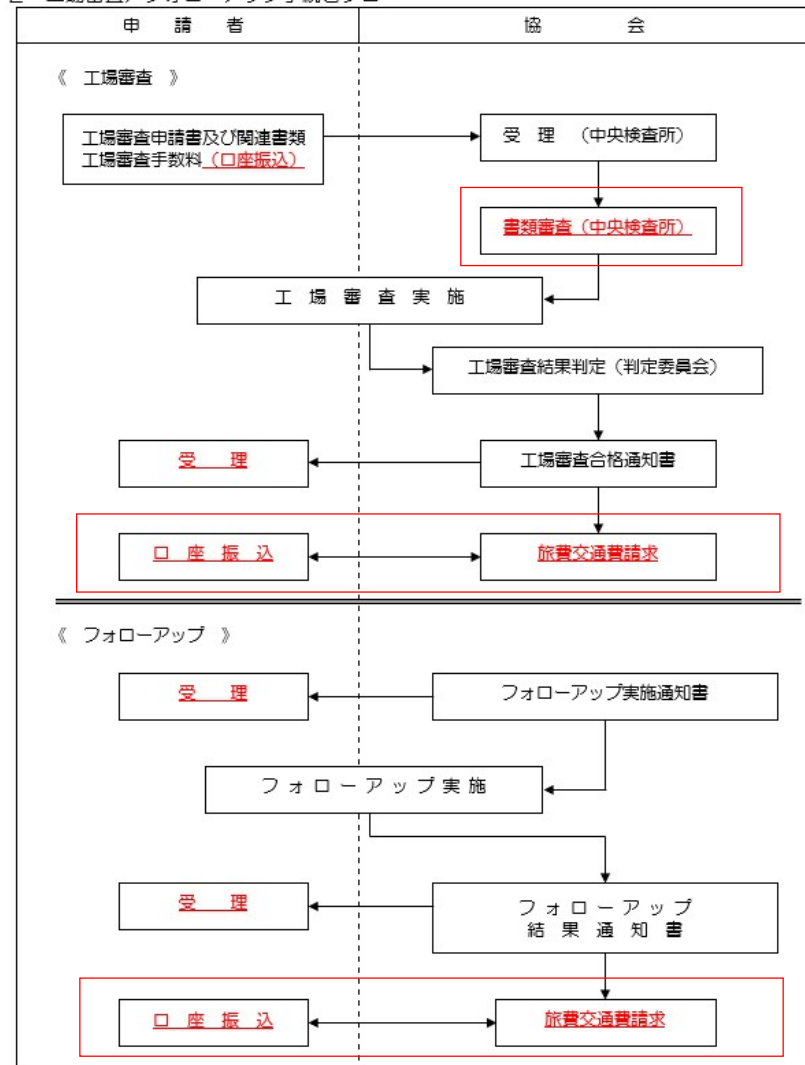 申 請 者
協 会
《 工場審査 》
工場審査申請書及び関連書類
工場審査手数料(口座振込)
受 理 (中央検査所)
書類審査(中央検査所)
工 場 審 査 実 施
工場審査結果判定(判定委員会)
受 理
工場審査合格通知書
口 座 振 込
旅費交通費請求
《 フォローアップ 》
受 理
フォローアップ実施通知書
フ ォ ロ ー ア ッ プ 実 施
受 理
フ ォ ロ ー ア ッ プ
結 果 通 知 書
口 座 振 込
旅費交通費請求